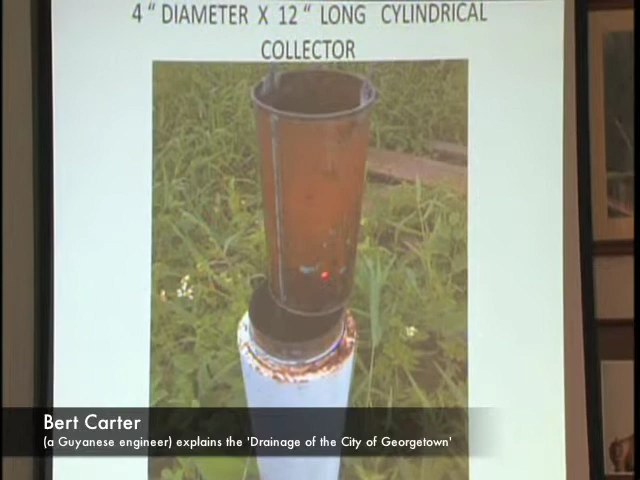 4 " DIAMETER X 12 " LONG CYLINDRICAL
COLLECTOR
Bert Carter
(a Guyanese engineer) explains the 'Drainage of the City of Georgetown'